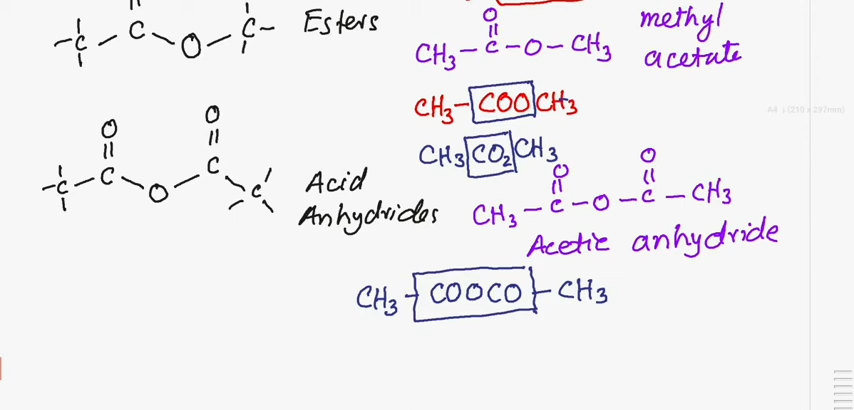 Esters
methyl
acetate
C C O C
O
CH3 – C – O – CH3
CH3 – COO CH3
CH3 CO2 CH3
O O
C C O C C
Acid
Anhydrides
O O
CH3 – C – O – C – CH3
Acetic anhydride
CH3 – COOCO – CH3